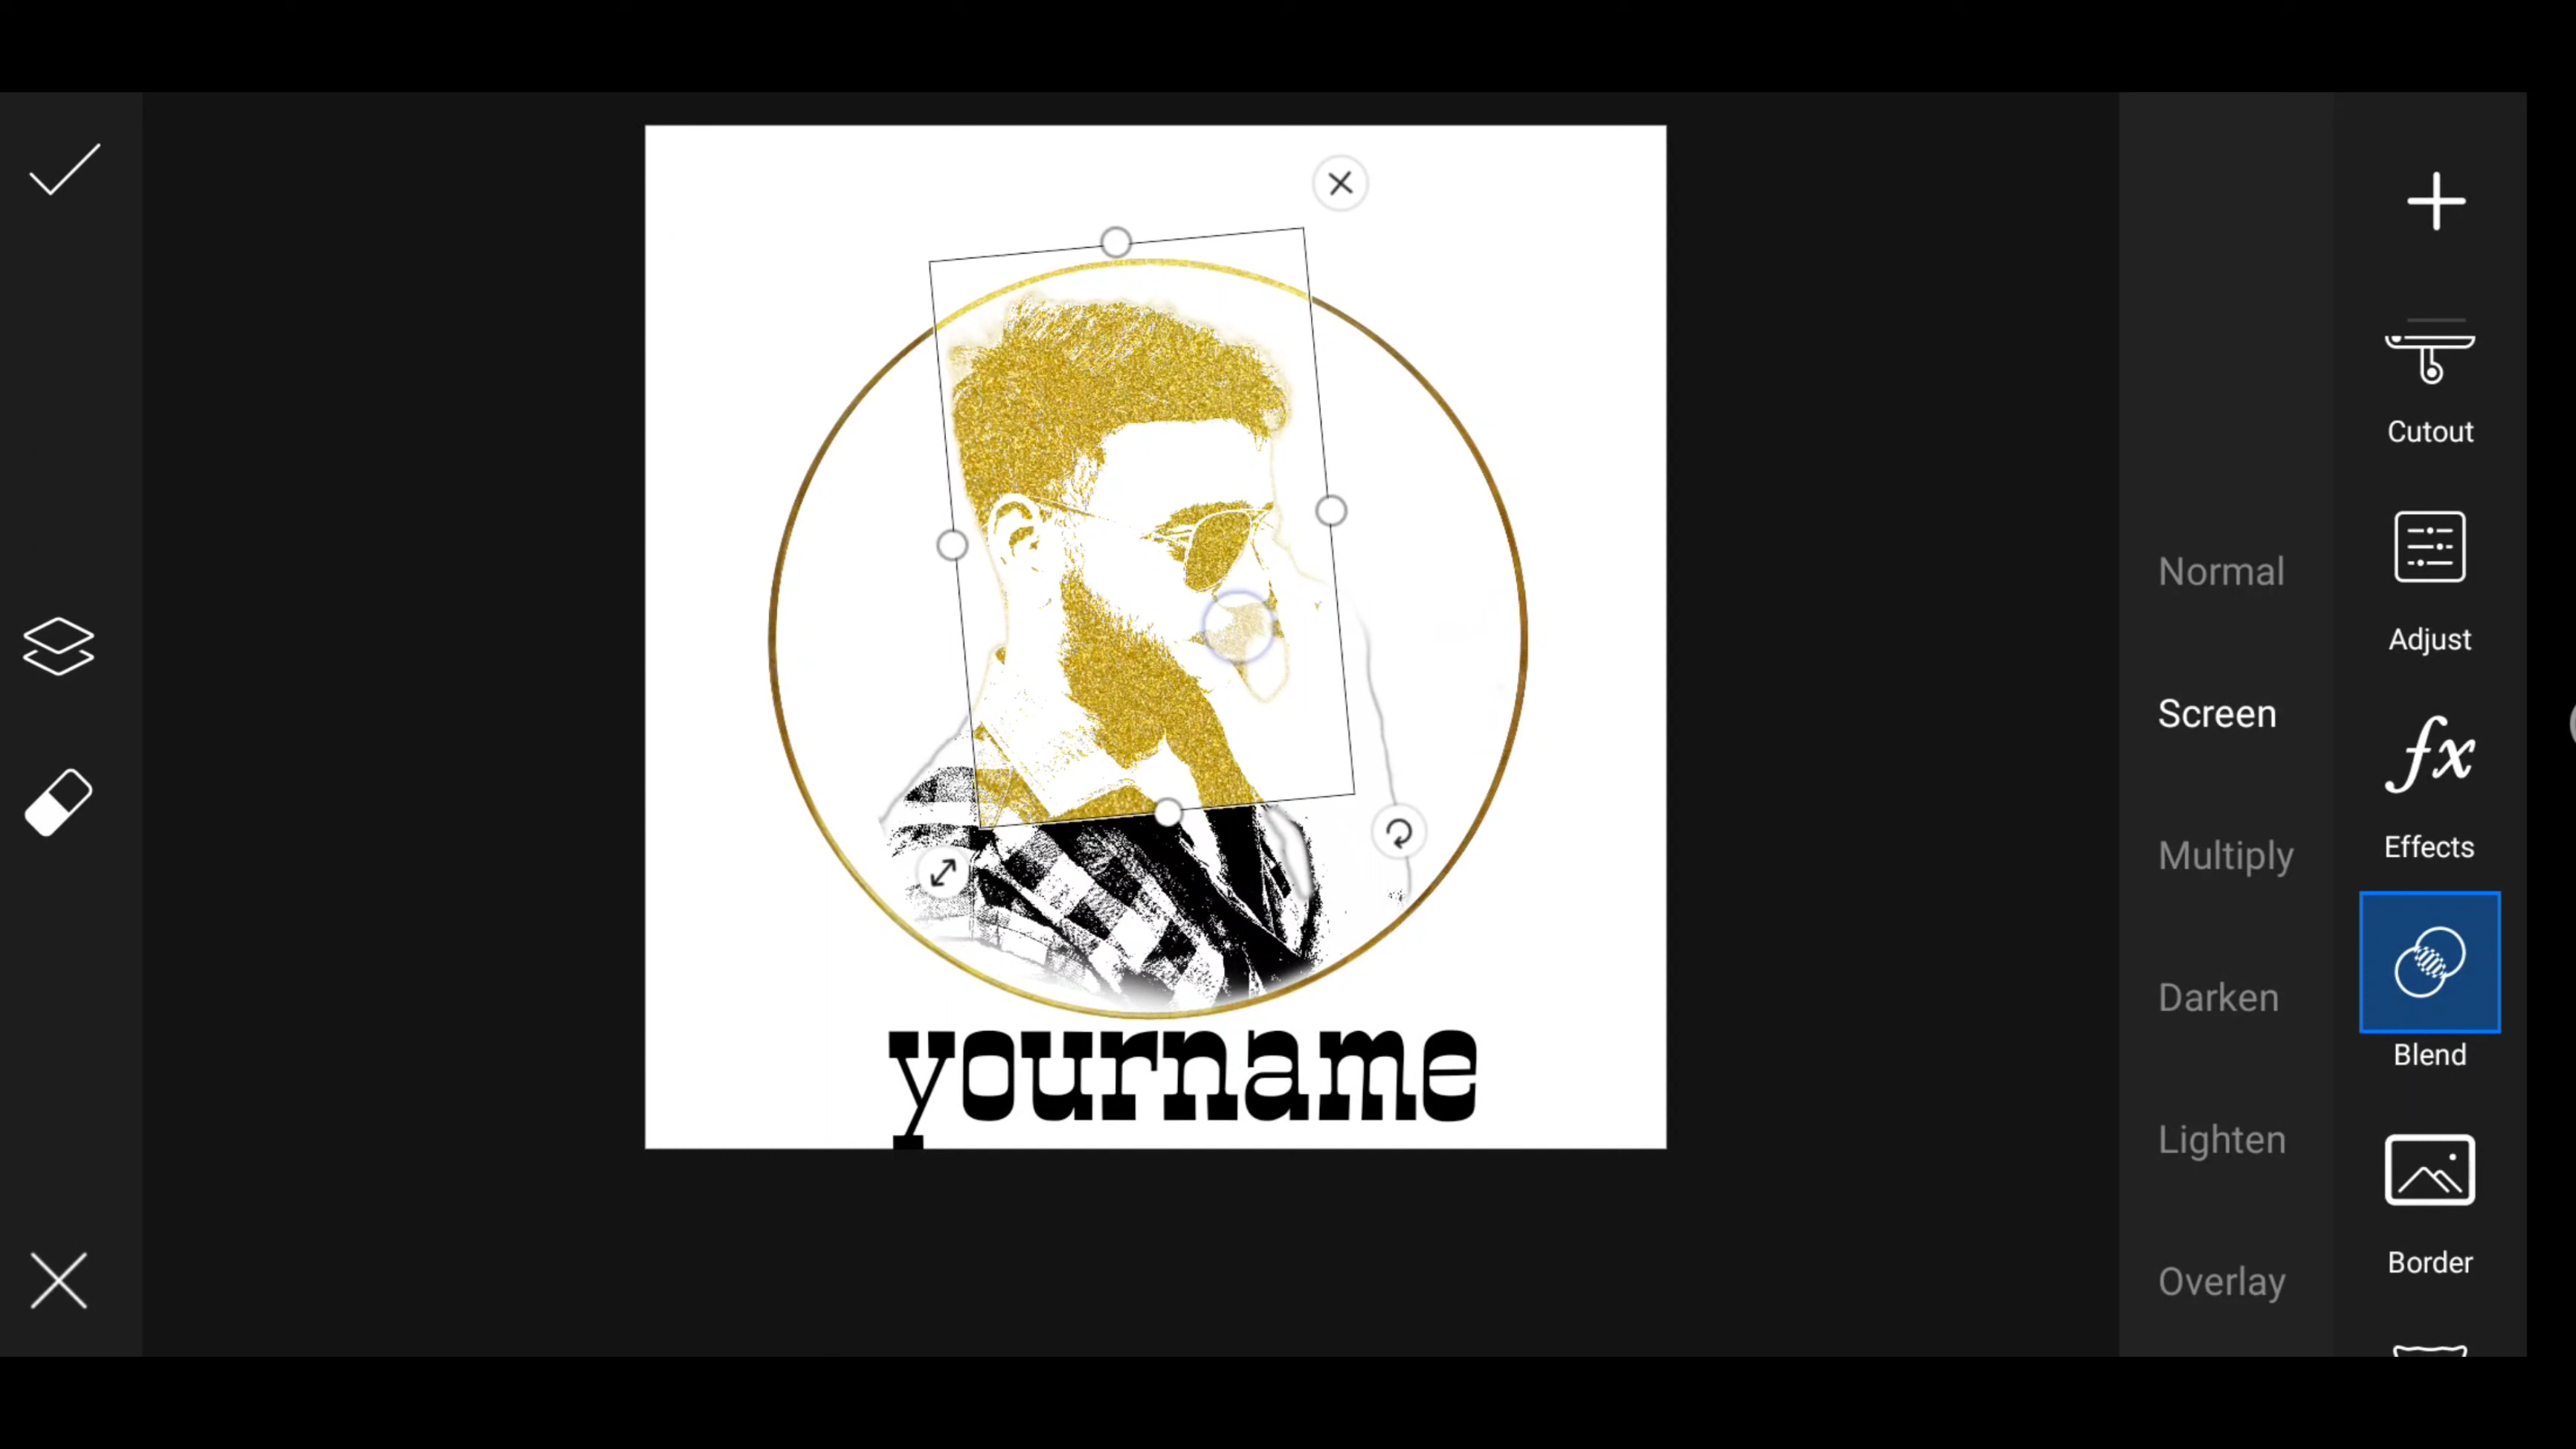 Cutout
Normal
Adjust
Screen
fx
Effects
Multiply
Darken
Blend
Lighten
Border
Overlay
yourname